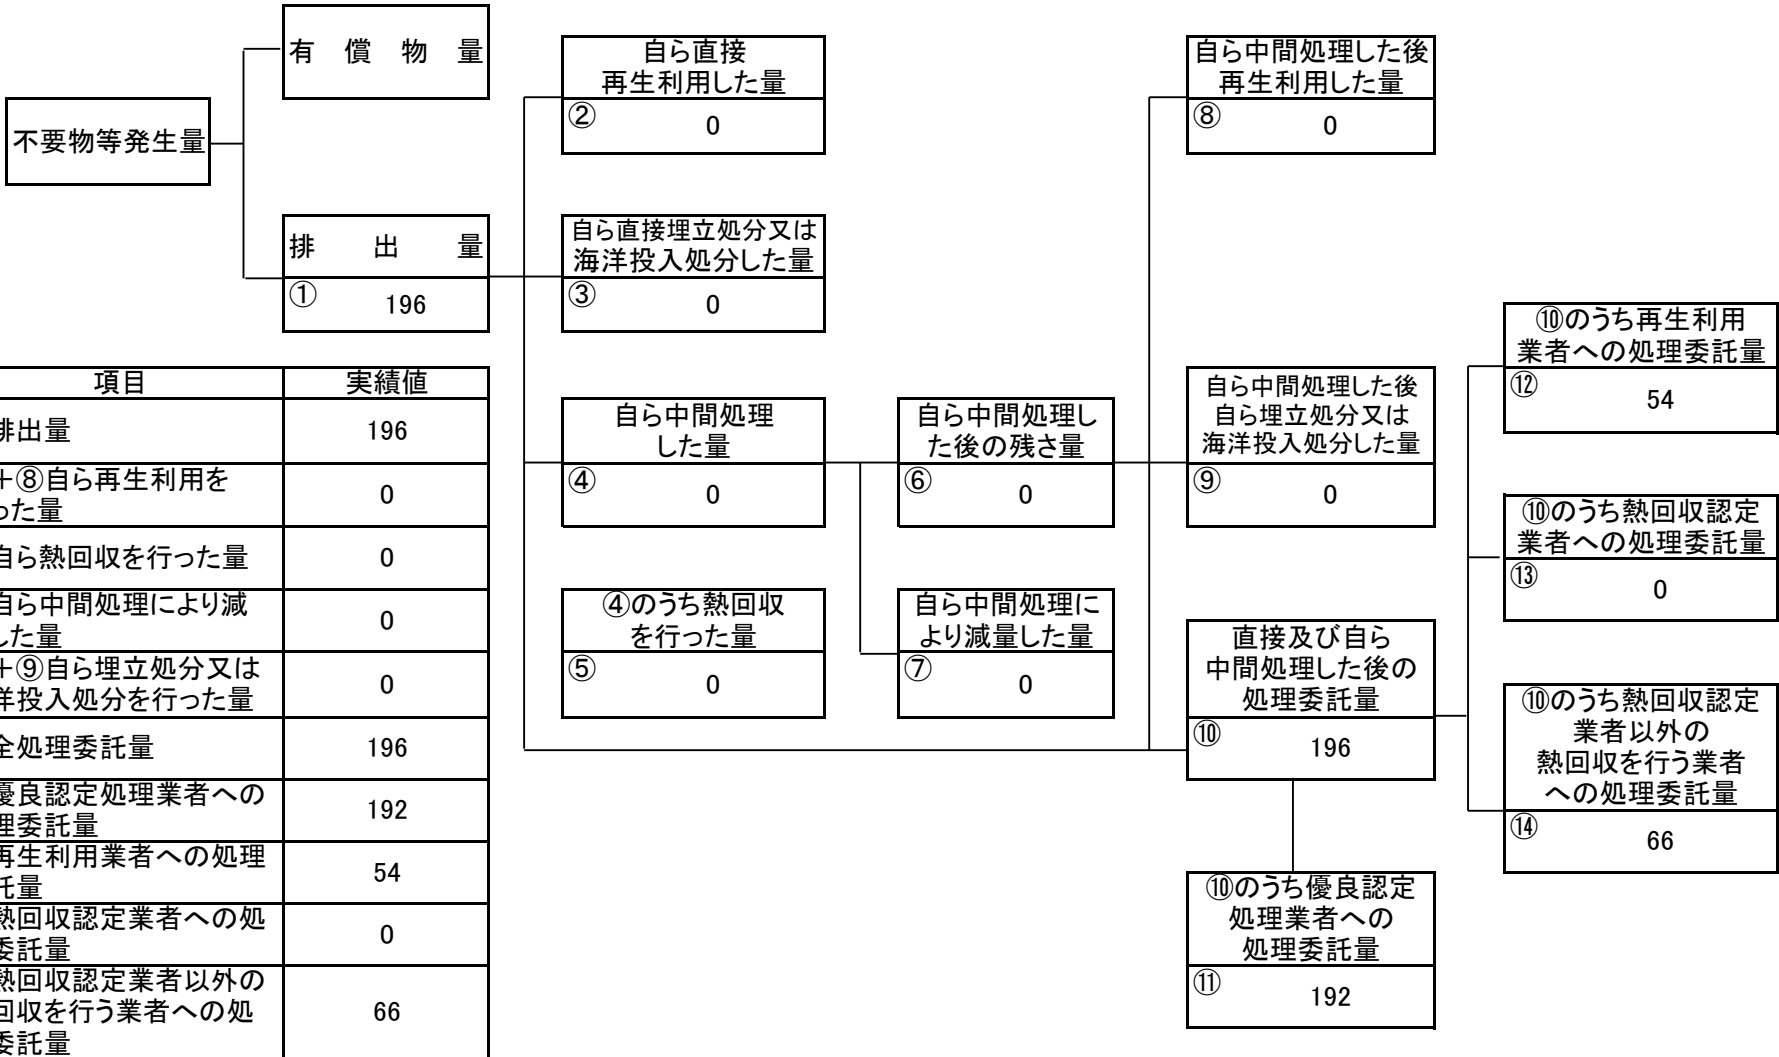 有償物量
不要物等発生量
排出量
①
196
自ら直接
再生利用した量
②
0
自ら直接埋立処分又は
海洋投入処分した量
③
0
自ら中間処理
した量
④
0
④のうち熱回収
を行った量
⑤
0
自ら中間処理し
た後の残さ量
⑥
0
自ら中間処理に
より減量した量
⑦
0
自ら中間処理した後
再生利用した量
⑧
0
自ら中間処理した後
自ら埋立処分又は
海洋投入処分した量
⑨
0
直接及び自ら
中間処理した後の
処理委託量
⑩
196
⑩のうち優良認定
処理業者への
処理委託量
⑪
192
⑩のうち再生利用
業者への処理委託量
⑫
54
⑩のうち熱回収認定
業者への処理委託量
⑬
0
⑩のうち熱回収認定
業者以外の
熱回収を行う業者
への処理委託量
⑭
66
項目 実績値
排出量
196
+⑧自ら再生利用を
った量
0
自ら熱回収を行った量
0
自ら中間処理により減
した量
0
+⑨自ら埋立処分又は
洋投入処分を行った量
0
全処理委託量
196
優良認定処理業者への
理委託量
192
再生利用業者への処理
託量
54
熱回収認定業者への処
委託量
0
熱回収認定業者以外の
回収を行う業者への処
委託量
66